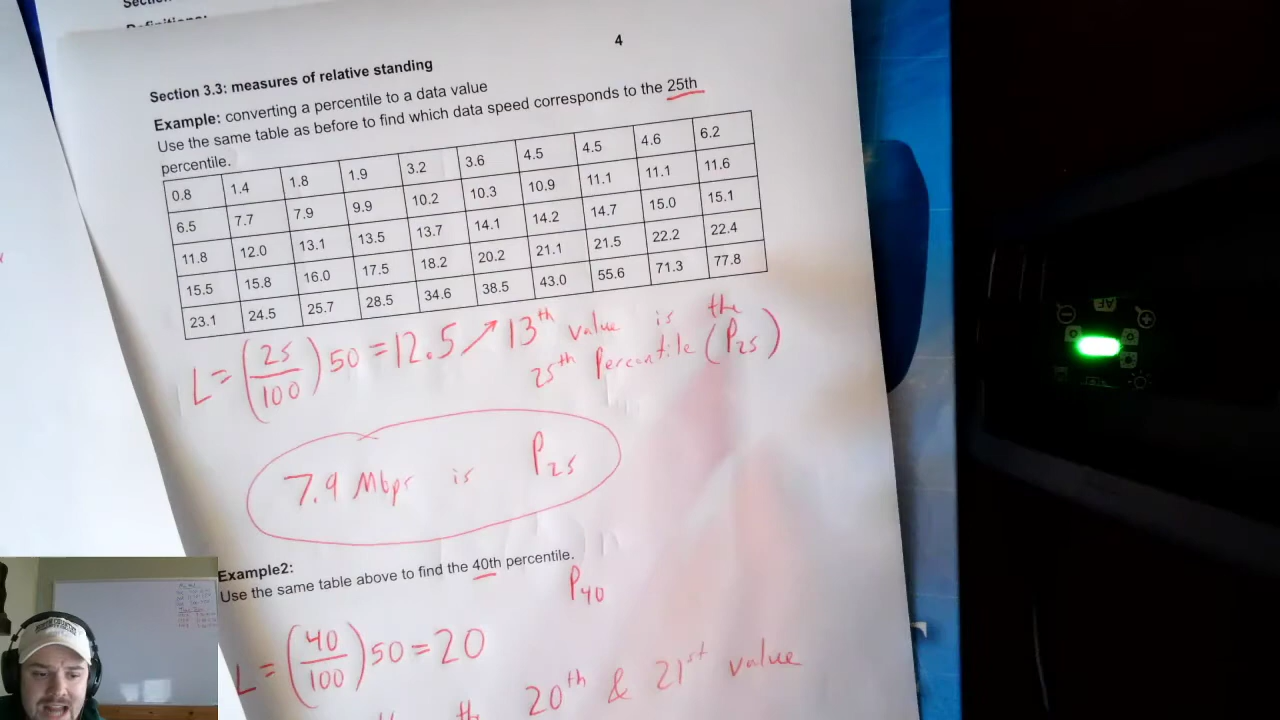 4
Section 3.3: measures of relative standing
Example: converting a percentile to a data value
Use the same table as before to find which data speed corresponds to the 25th
percentile.
0.8 1.4 1.8 1.9 3.2 3.6 4.5 4.5 4.6 6.2
6.5 7.7 7.9 9.9 10.2 10.3 10.9 11.1 11.1 11.6
11.8 12.0 13.1 13.5 13.7 14.1 14.2 14.7 15.0 15.1
15.5 15.8 16.0 17.5 18.2 20.2 21.1 21.5 22.2 22.4
23.1 24.5 25.7 28.5 34.6 38.5 43.0 55.6 71.3 77.8
L = (25/100) 50 = 12.5 ↗ 13th value is the
25th Percentile (P25)
7.9 Mbps is P25
Example2:
Use the same table above to find the 40th percentile.
P40
L = (40/100) 50 = 20
20th & 21st value
AF